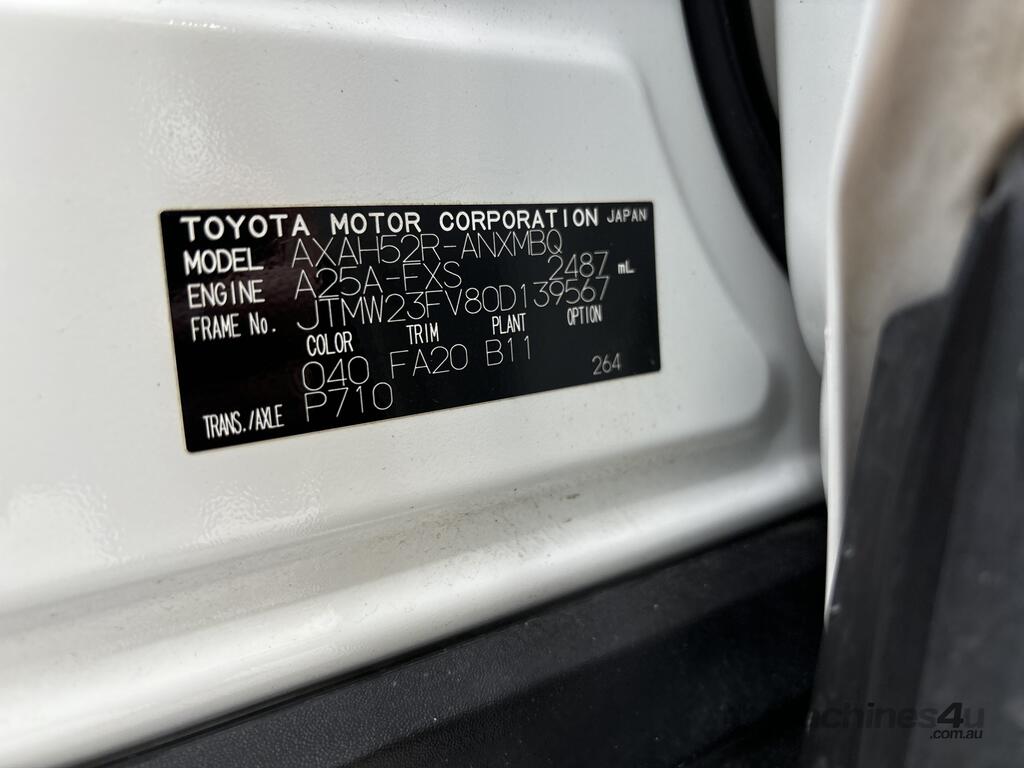 TOYOTA MOTOR CORPORATION JAPAN
MODEL AXAH52R-ANXMBQ
ENGINE A25A-FXS 2487 mL
FRAME No. JTMW23FV80D139567
COLOR TRIM PLANT OPTION
040 FA20 B11 264
TRANS./AXLE P710
machines4u
.com.au